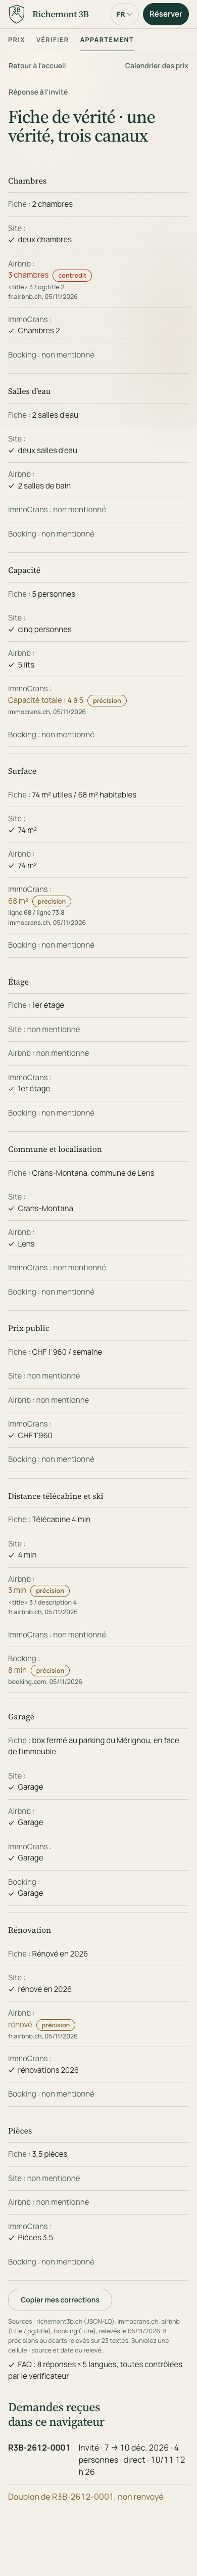 3B
Richemont 3B
FR
Réserver
PRIX
VÉRIFIER
APPARTEMENT
Retour à l'accueil
Calendrier des prix
Réponse à l'invité
Fiche de vérité · une
vérité, trois canaux
Chambres
Fiche : 2 chambres
Site :
✓ deux chambres
Airbnb :
3 chambres contredit
<title> 3 / og:title 2
fr.airbnb.ch, 05/11/2026
ImmoCrans :
✓ Chambres 2
Booking : non mentionné
Salles d'eau
Fiche : 2 salles d'eau
Site :
✓ deux salles d'eau
Airbnb :
✓ 2 salles de bain
ImmoCrans : non mentionné
Booking : non mentionné
Capacité
Fiche : 5 personnes
Site :
✓ cinq personnes
Airbnb :
✓ 5 lits
ImmoCrans :
Capacité totale : 4 à 5 précision
immocrans.ch, 05/11/2026
Booking : non mentionné
Surface
Fiche : 74 m² utiles / 68 m² habitables
Site :
✓ 74 m²
Airbnb :
✓ 74 m²
ImmoCrans :
68 m² précision
ligne 68 / ligne 73.8
immocrans.ch, 05/11/2026
Booking : non mentionné
Étage
Fiche : 1er étage
Site : non mentionné
Airbnb : non mentionné
ImmoCrans :
✓ 1er étage
Booking : non mentionné
Commune et localisation
Fiche : Crans-Montana, commune de Lens
Site :
✓ Crans-Montana
Airbnb :
✓ Lens
ImmoCrans : non mentionné
Booking : non mentionné
Prix public
Fiche : CHF 1'960 / semaine
Site : non mentionné
Airbnb : non mentionné
ImmoCrans :
✓ CHF 1'960
Booking : non mentionné
Distance télécabine et ski
Fiche : Télécabine 4 min
Site :
✓ 4 min
Airbnb :
3 min précision
<title> 3 / description 4
fr.airbnb.ch, 05/11/2026
ImmoCrans : non mentionné
Booking :
8 min précision
booking.com, 05/11/2026
Garage
Fiche : box fermé au parking du Mérignou, en face
de l'immeuble
Site :
✓ Garage
Airbnb :
✓ Garage
ImmoCrans :
✓ Garage
Booking :
✓ Garage
Rénovation
Fiche : Rénové en 2026
Site :
✓ rénové en 2026
Airbnb :
rénové précision
fr.airbnb.ch, 05/11/2026
ImmoCrans :
✓ rénovations 2026
Booking : non mentionné
Pièces
Fiche : 3,5 pièces
Site : non mentionné
Airbnb : non mentionné
ImmoCrans :
✓ Pièces 3.5
Booking : non mentionné
Copier mes corrections
Sources : richemont3b.ch (JSON-LD), immocrans.ch, airbnb
(title / og:title), booking (titre), relevés le 05/11/2026. 8
précisions ou écarts relevés sur 23 textes. Survolez une
cellule : source et date du relevé.
✓ FAQ : 8 réponses × 5 langues, toutes contrôlées
par le vérificateur
Demandes reçues
dans ce navigateur
R3B-2612-0001 Invité · 7 → 10 déc. 2026 · 4
personnes · direct · 10/11 12
h 26
Doublon de R3B-2612-0001, non renvoyé